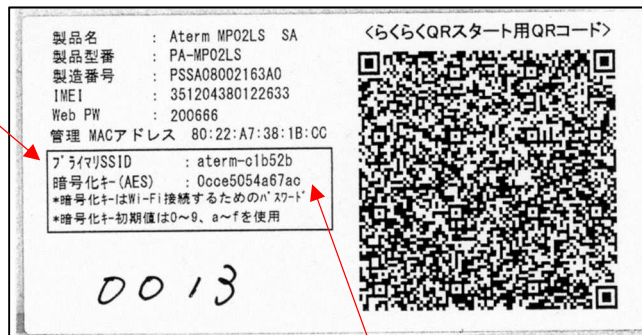 製品名 : Aterm MP02LS SA
製品型番 : PA-MP02LS
製造番号 : PSSA08002163A0
IMEI : 351204380122633
Web PW : 200666
管理 MACアドレス 80:22:A7:38:1B:CC
プライマリSSID : aterm-c1b52b
暗号化キー(AES) : 0cce5054a67ac
*暗号化キーはWi-Fi接続するためのパスワード
*暗号化キー初期値は0〜9、a〜fを使用
0013
<らくらくQRスタート用QRコード>